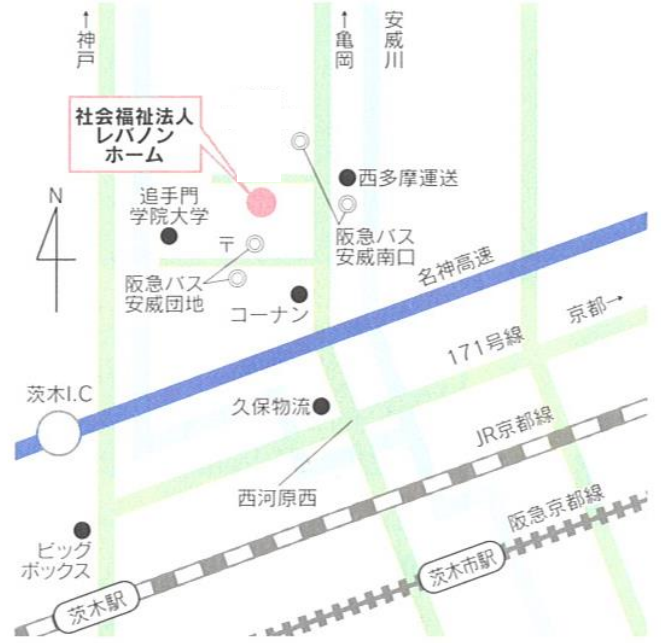 ↑神戸
↑亀岡
安威川
社会福祉法人
レバノン
ホーム
N
西多摩運送
追手門
学院大学
〒
阪急バス
安威南口
阪急バス
安威団地
コーナン
名神高速
京都→
171号線
茨木I.C
久保物流
JR京都線
西河原西
阪急京都線
ビッグ
ボックス
茨木市駅
茨木駅